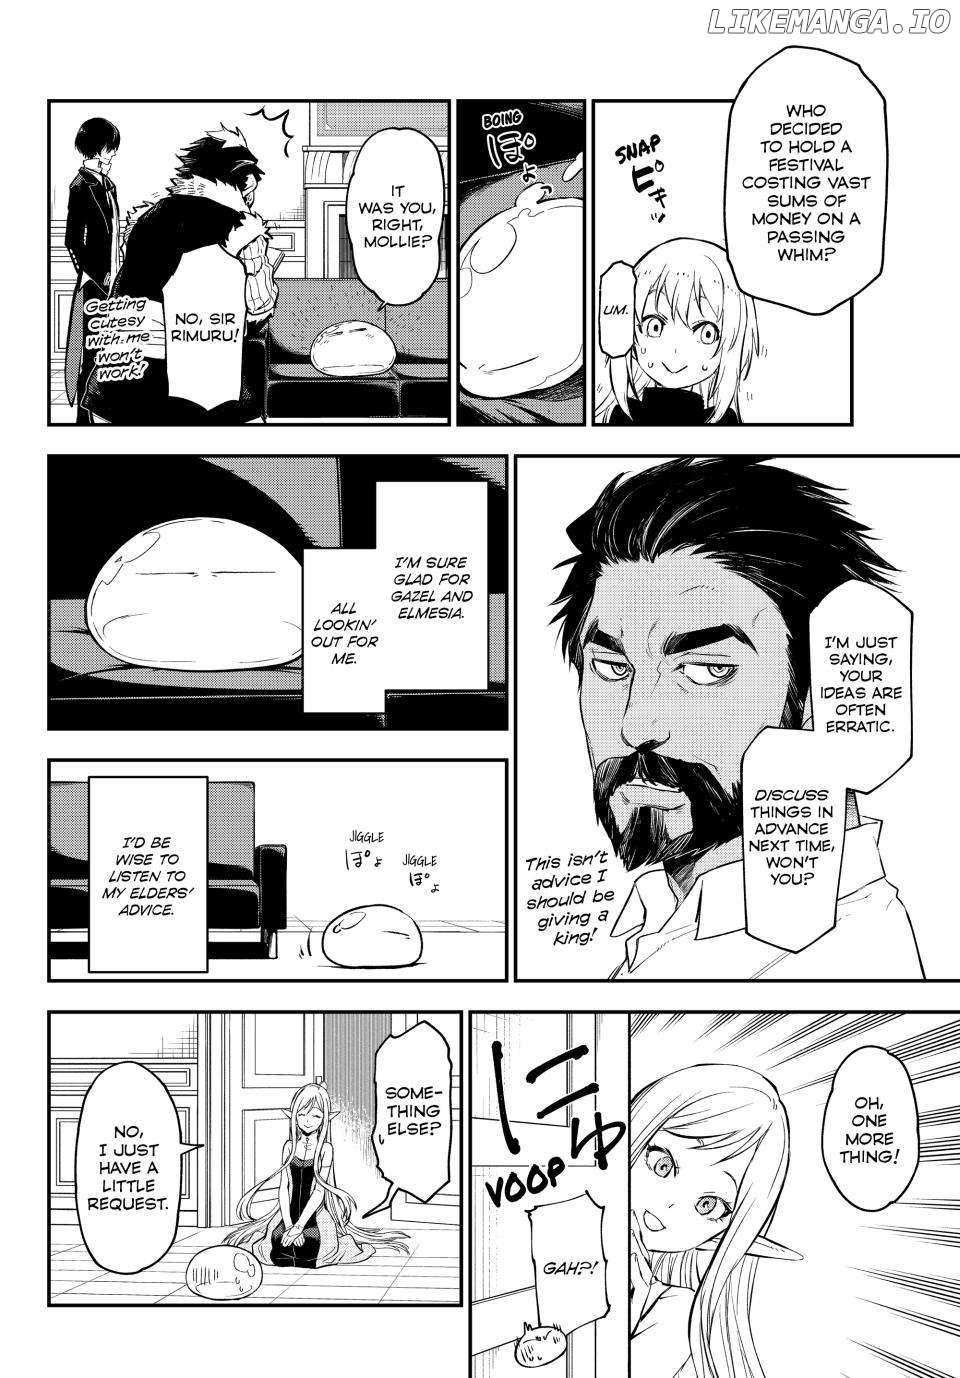 LIKEMANGA.IO
WHO
DECIDED
TO HOLD A
FESTIVAL
COSTING VAST
SUMS OF
MONEY ON A
PASSING
WHIM?
SNAP
ピキッ
UM.
BOING
ぽょ
IT
WAS YOU,
RIGHT,
MOLLIE?
NO, SIR
RIMURU!
Getting
cutesy
with me
won't
work!
I'M JUST
SAYING,
YOUR
IDEAS ARE
OFTEN
ERRATIC.
DISCUSS
THINGS IN
ADVANCE
NEXT TIME,
WON'T
YOU?
This isn't
advice I
should be
giving a
king!
I'M SURE
GLAD FOR
GAZEL AND
ELMESIA.
ALL
LOOKIN'
OUT FOR
ME.
I'D BE
WISE TO
LISTEN TO
MY ELDERS'
ADVICE.
JIGGLE
ぽょ
JIGGLE
ぽょ
OH,
ONE
MORE
THING!
にゅ
VOOP
GAH?!
SOME-
THING
ELSE?
NO,
I JUST
HAVE A
LITTLE
REQUEST.